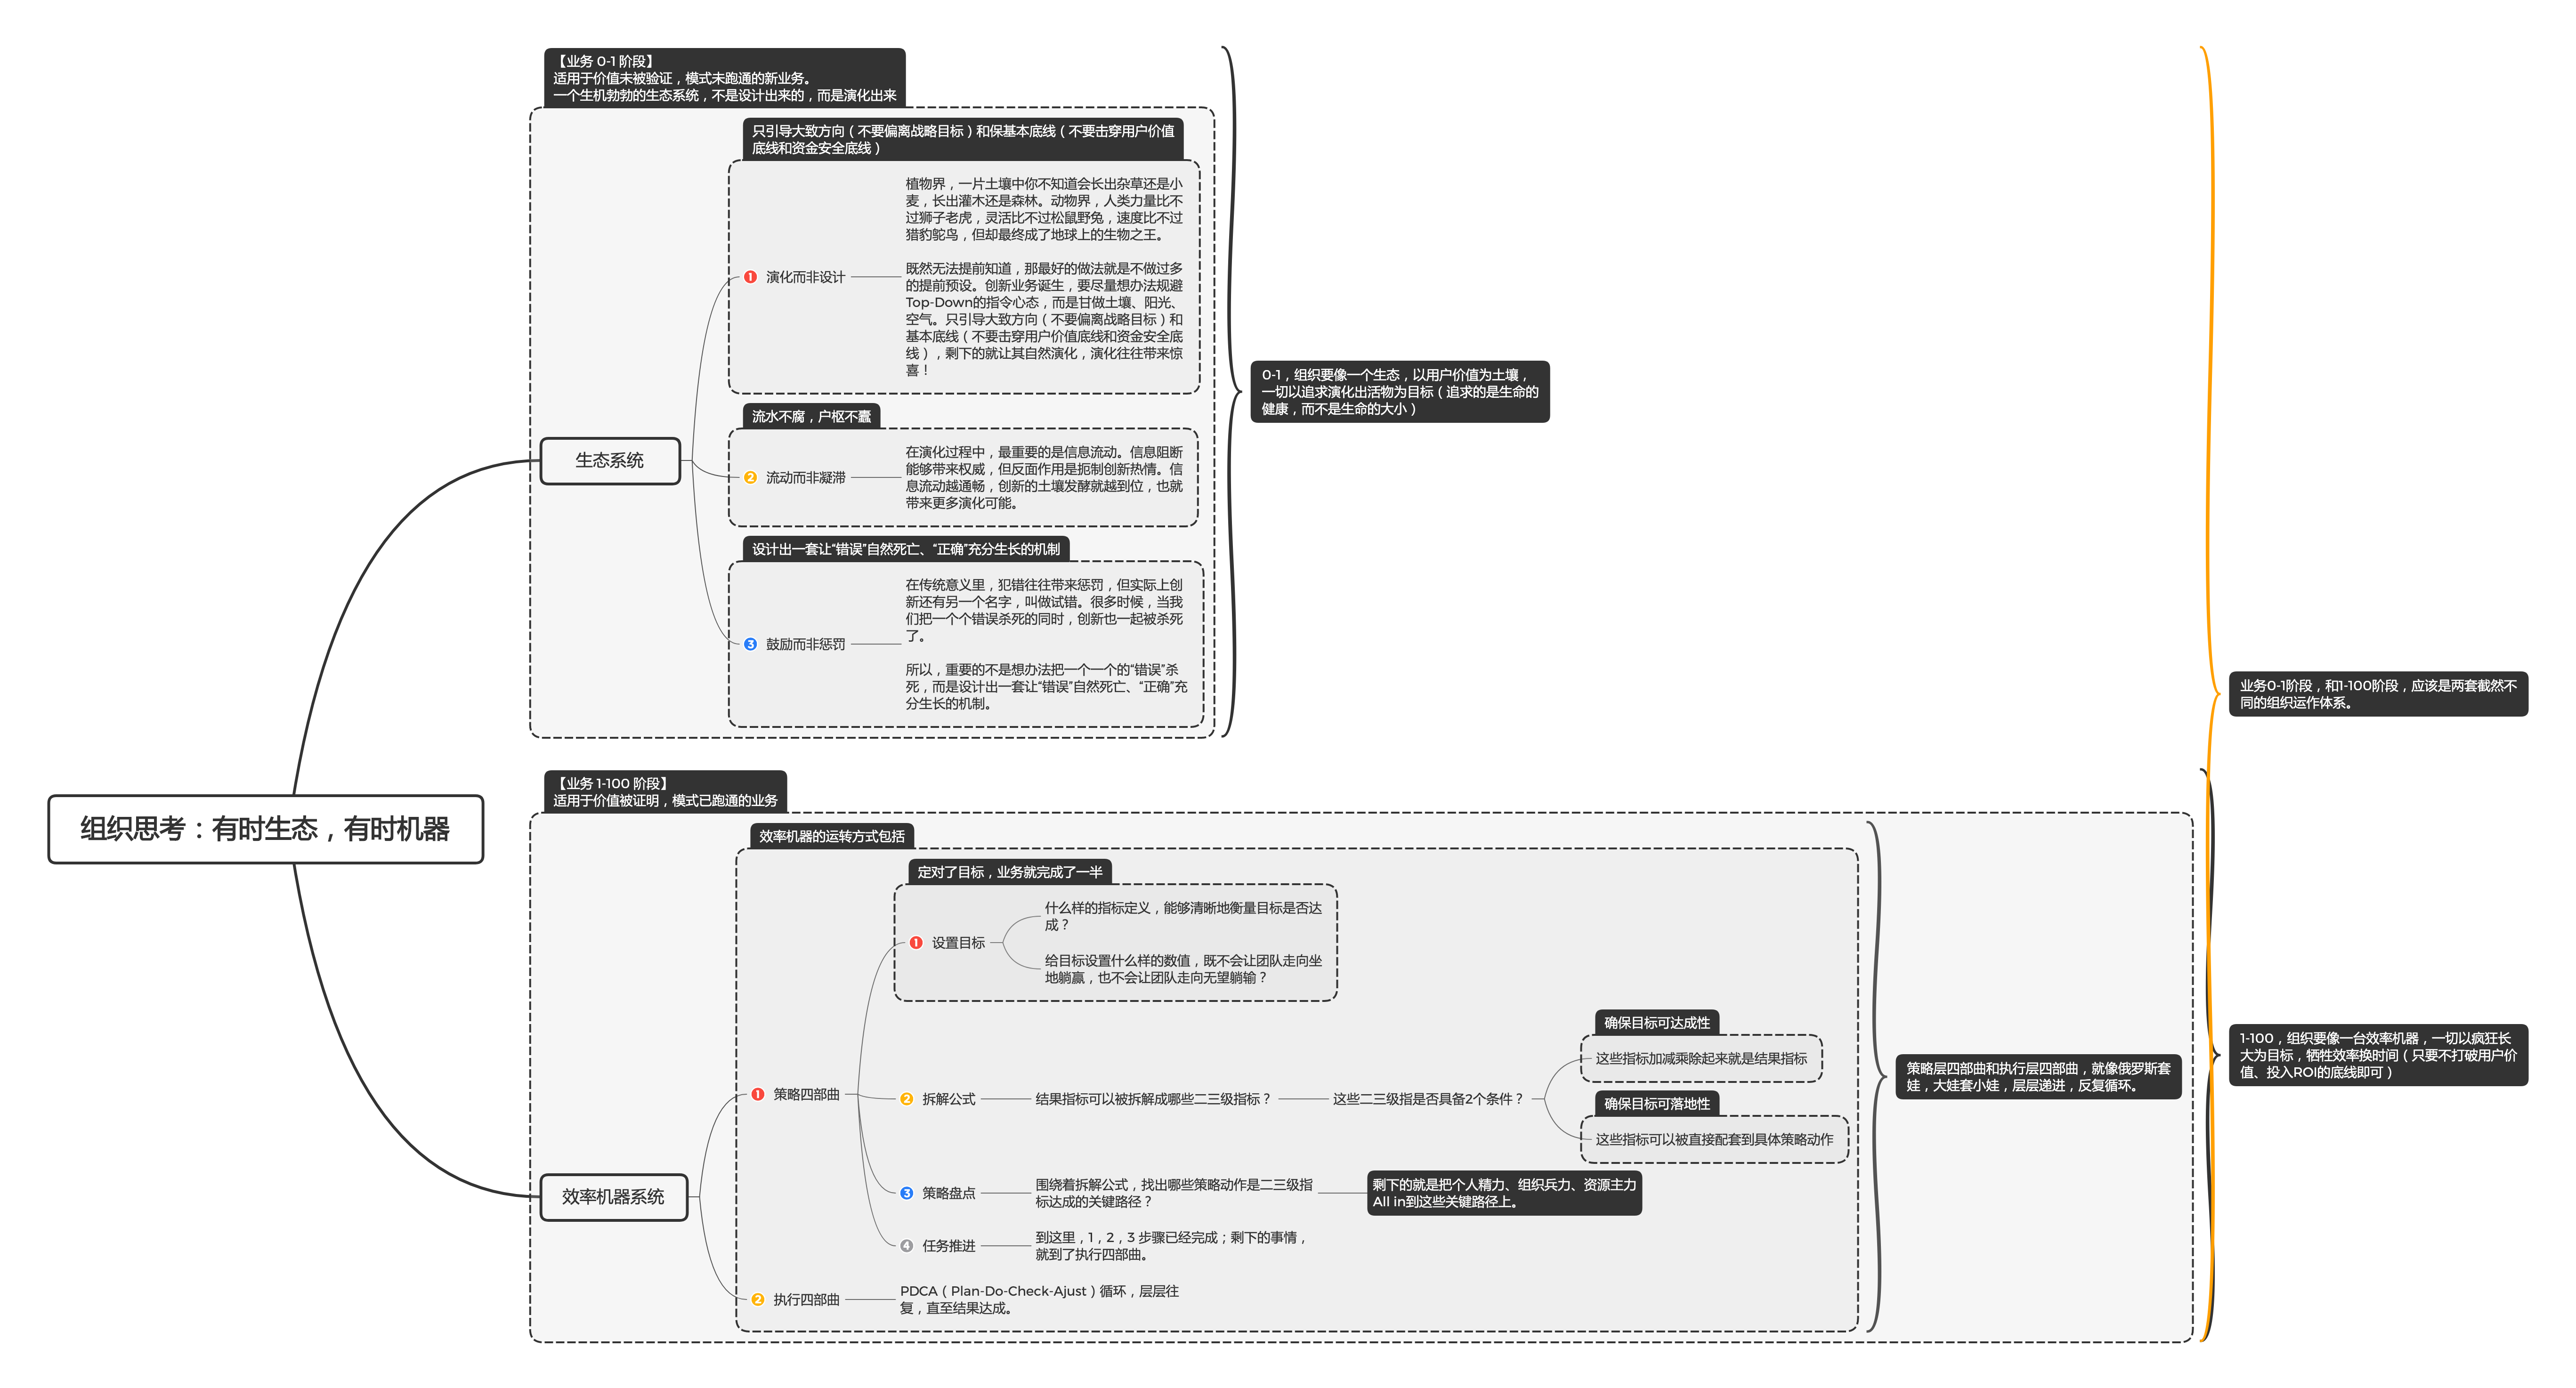 组织思考：有时生态，有时机器
【业务 0-1 阶段】
适用于价值未被验证，模式未跑通的新业务。
一个生机勃勃的生态系统，不是设计出来的，而是演化出来
生态系统
只引导大致方向（不要偏离战略目标）和保基本底线（不要击穿用户价值
底线和资金安全底线）
1 演化而非设计
植物界，一片土壤中你不知道会长出杂草还是小
麦，长出灌木还是森林。动物界，人类力量比不
过狮子老虎，灵活比不过松鼠野兔，速度比不过
猎豹鸵鸟，但却最终成了地球上的生物之王。
既然无法提前知道，那最好的做法就是不做过多
的提前预设。创新业务诞生，要尽量想办法规避
Top-Down的指令心态，而是甘做土壤、阳光、
空气。只引导大致方向（不要偏离战略目标）和
基本底线（不要击穿用户价值底线和资金安全底
线），剩下的就让其自然演化，演化往往带来惊
喜！
流水不腐，户枢不蠹
2 流动而非凝滞
在演化过程中，最重要的是信息流动。信息阻断
能够带来权威，但反面作用是扼制创新热情。信
息流动越通畅，创新的土壤发酵就越到位，也就
带来更多演化可能。
设计出一套让“错误”自然死亡、“正确”充分生长的机制
3 鼓励而非惩罚
在传统意义里，犯错往往带来惩罚，但实际上创
新还有另一个名字，叫做试错。很多时候，当我
们把一个个错误杀死的同时，创新也一起被杀死
了。
所以，重要的不是想办法把一个一个的“错误”杀
死，而是设计出一套让“错误”自然死亡、“正确”充
分生长的机制。
0-1，组织要像一个生态，以用户价值为土壤，
一切以追求演化出活物为目标（追求的是生命的
健康，而不是生命的大小）
【业务 1-100 阶段】
适用于价值被证明，模式已跑通的业务
效率机器系统
效率机器的运转方式包括
1 策略四部曲
定对了目标，业务就完成了一半
1 设置目标
什么样的指标定义，能够清晰地衡量目标是否达
成？
给目标设置什么样的数值，既不会让团队走向坐
地躺赢，也不会让团队走向无望躺输？
2 拆解公式
结果指标可以被拆解成哪些二三级指标？
这些二三级指是否具备2个条件？
确保目标可达成性
这些指标加减乘除起来就是结果指标
确保目标可落地性
这些指标可以被直接配套到具体策略动作
3 策略盘点
围绕着拆解公式，找出哪些策略动作是二三级指
标达成的关键路径？
剩下的就是把个人精力、组织兵力、资源主力
All in到这些关键路径上。
4 任务推进
到这里，1，2，3 步骤已经完成；剩下的事情，
就到了执行四部曲。
2 执行四部曲
PDCA（Plan-Do-Check-Ajust）循环，层层往
复，直至结果达成。
策略层四部曲和执行层四部曲，就像俄罗斯套
娃，大娃套小娃，层层递进，反复循环。
1-100，组织要像一台效率机器，一切以疯狂长
大为目标，牺牲效率换时间（只要不打破用户价
值、投入ROI的底线即可）
业务0-1阶段，和1-100阶段，应该是两套截然不
同的组织运作体系。